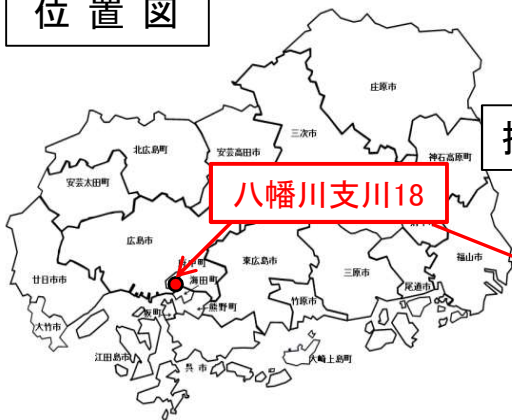 位置図
庄原市
三次市
北広島町
安芸高田市
神石高原町
安芸太田町
八幡川支川18
広島市
東広島市
福山市
三原市
尾道市
廿日市市
海田町
竹原市
熊野町
坂町
大竹市
江田島市
呉市
大崎上島町